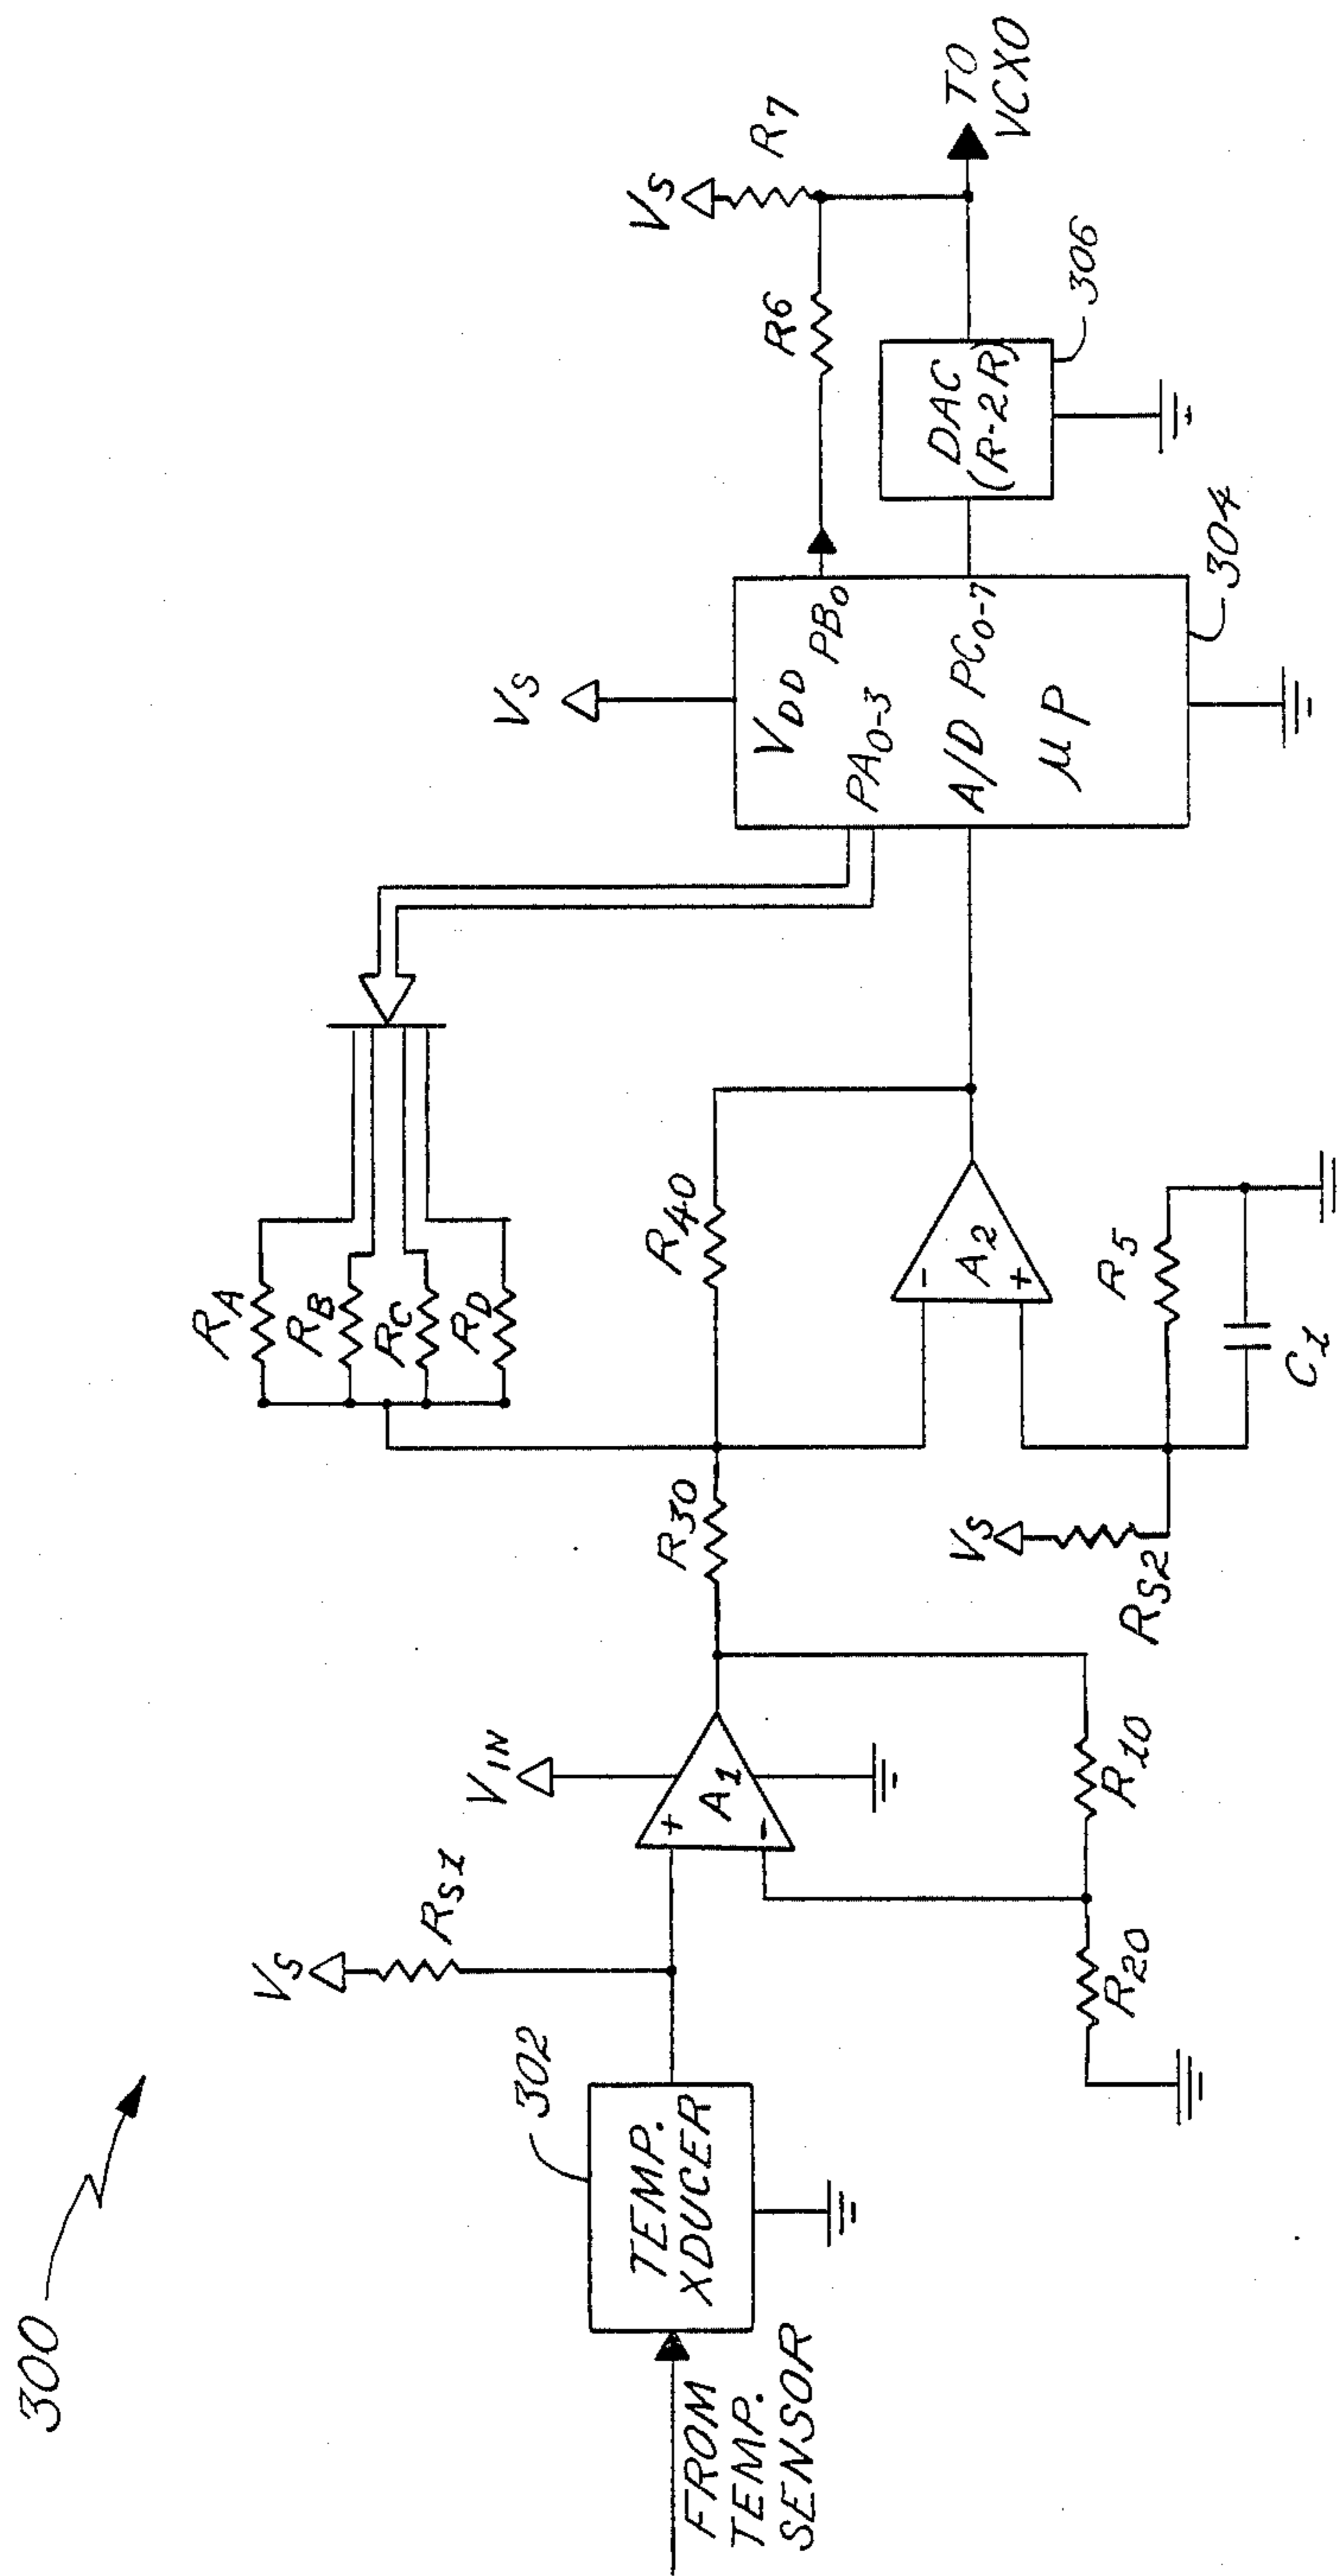 300
FROM
TEMP.
SENSOR
TEMP.
XDUCER
302
VS
RS1
VIN
A1
+
-
R20
R10
R30
RA
RB
RC
RD
R40
VS
RS2
A2
-
+
R5
C1
VS
VDD
PB0
PA0-3
A/D PC0-7
μP
304
DAC
(R-2R)
306
R6
VS
R7
TO
VCXO